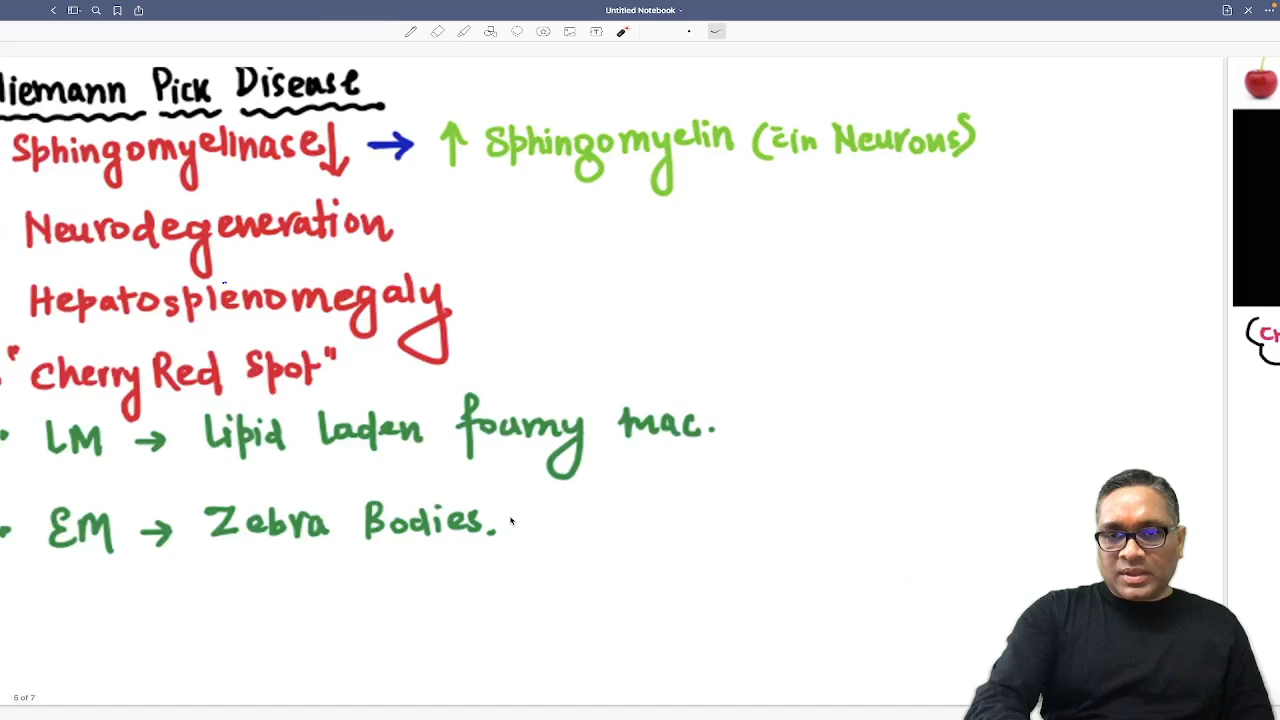 Untitled Notebook
Niemann Pick Disease
Sphingomyelinase↓ → ↑ Sphingomyelin (c̄in Neurons)
Neurodegeneration
Hepatosplenomegaly
"Cherry Red Spot"
• LM → Lipid laden foamy mac.
• EM → Zebra Bodies.
5 of 7